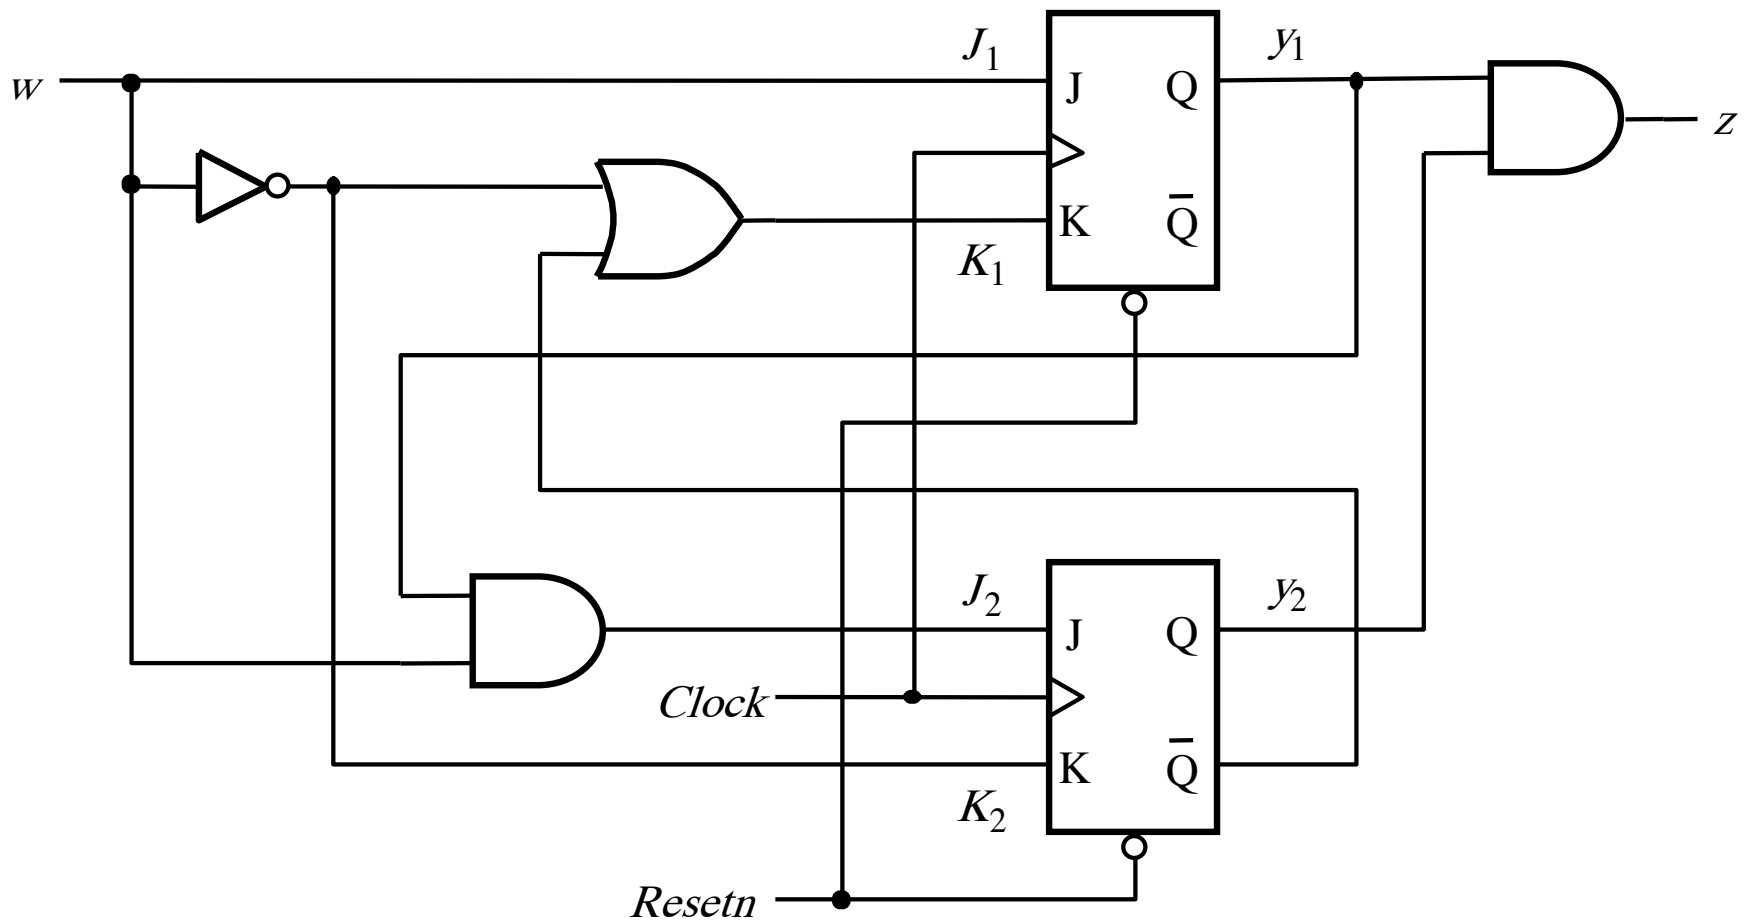 J₁
y₁
w
J
Q
z
K
Q̅
K₁
J₂
y₂
J
Q
Clock
K
Q̅
K₂
Resetn